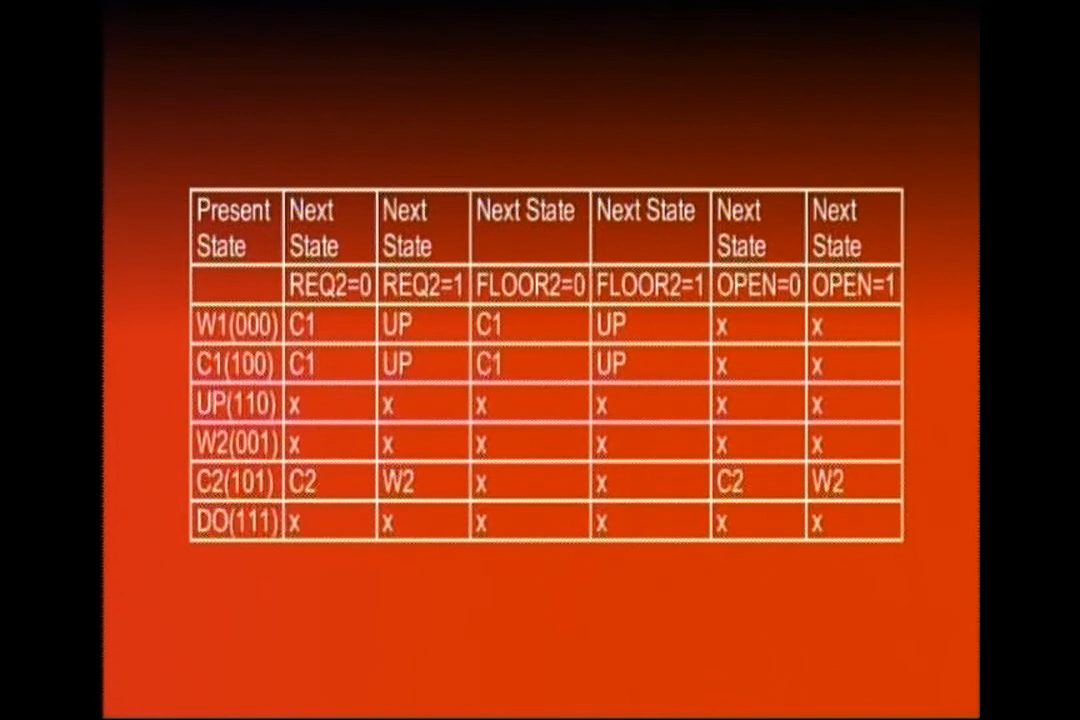 Present State Next State Next State Next State Next State Next State Next State
REQ2=0 REQ2=1 FLOOR2=0 FLOOR2=1 OPEN=0 OPEN=1
W1(000) C1 UP C1 UP x x
C1(100) C1 UP C1 UP x x
UP(110) x x x x x x
W2(001) x x x x x x
C2(101) C2 W2 x x C2 W2
DO(111) x x x x x x